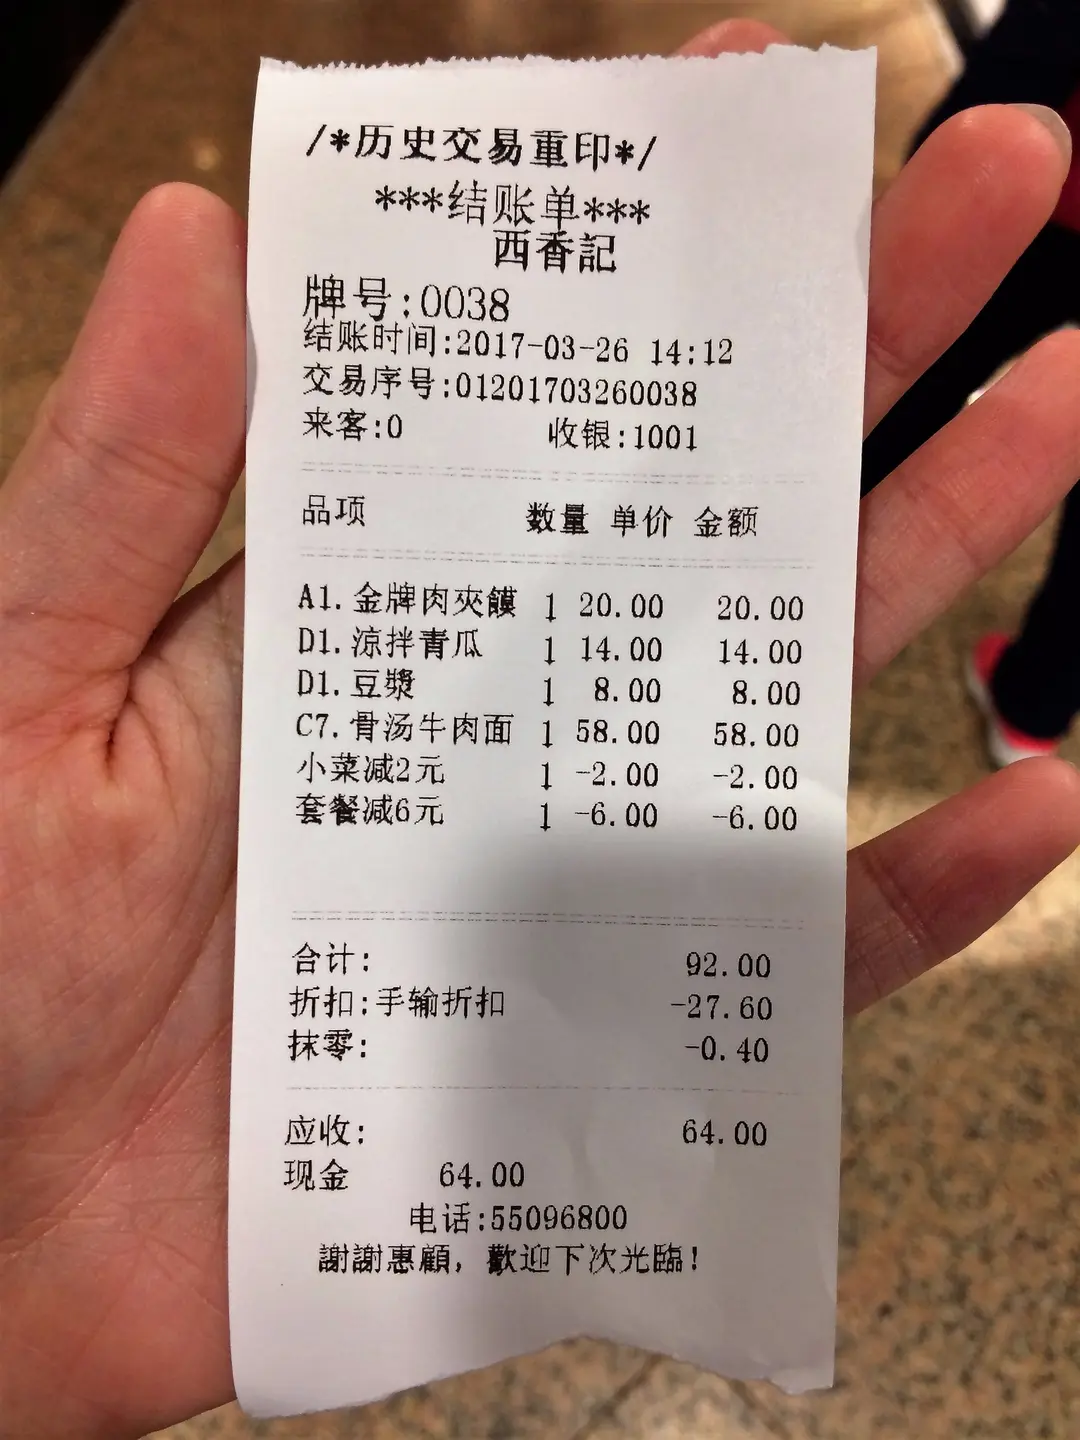 /*历史交易重印*/
***结账单***
西香記
牌号:0038
结账时间:2017-03-26 14:12
交易序号:01201703260038
来客:0 收银:1001
品项 数量 单价 金额
A1.金牌肉夾饃 1 20.00 20.00
D1.涼拌青瓜 1 14.00 14.00
D1.豆漿 1 8.00 8.00
C7.骨汤牛肉面 1 58.00 58.00
小菜减2元 1 -2.00 -2.00
套餐减6元 1 -6.00 -6.00
合计: 92.00
折扣:手输折扣 -27.60
抹零: -0.40
应收: 64.00
现金 64.00
电话:55096800
謝謝惠顧, 歡迎下次光臨!